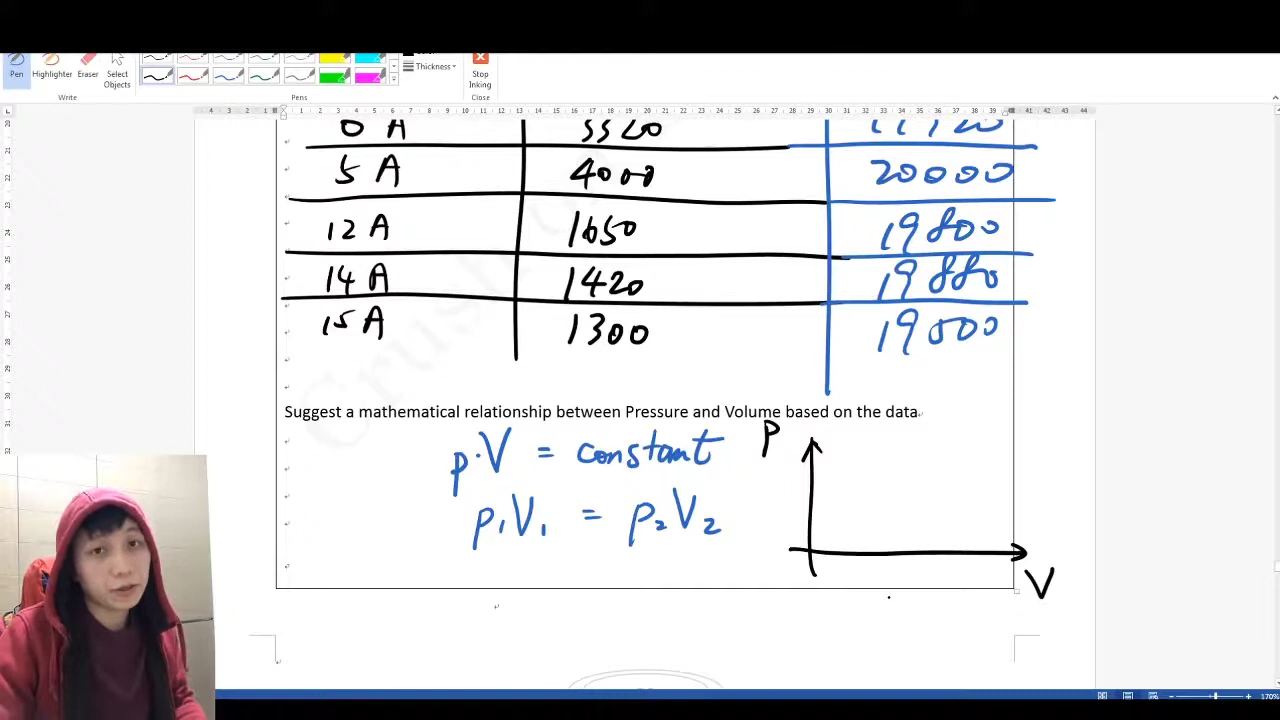 Pen
Highlighter
Eraser
Select
Objects
Thickness
Stop
Inking
Write
Pens
Close
5 A 4000 20000
12 A 1650 19800
14 A 1420 19880
15 A 1300 19500
Suggest a mathematical relationship between Pressure and Volume based on the data
p·V = constant
p₁V₁ = p₂V₂
P
V
170%